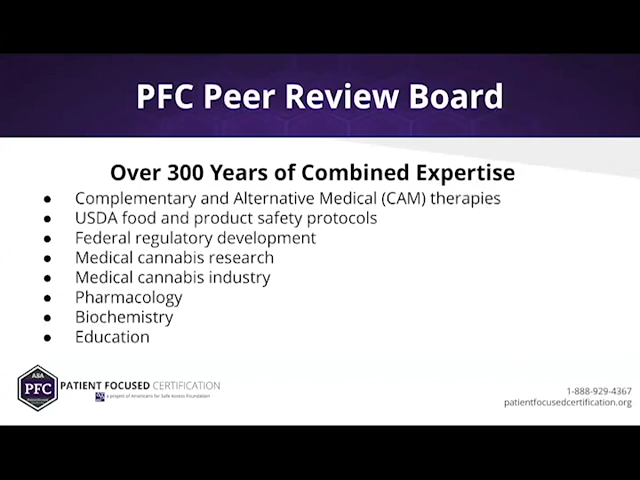 PFC Peer Review Board
Over 300 Years of Combined Expertise
● Complementary and Alternative Medical (CAM) therapies
● USDA food and product safety protocols
● Federal regulatory development
● Medical cannabis research
● Medical cannabis industry
● Pharmacology
● Biochemistry
● Education
ASA
PFC
PATIENT FOCUSED CERTIFICATION
a project of Americans for Safe Access Foundation
1-888-929-4367
patientfocusedcertification.org